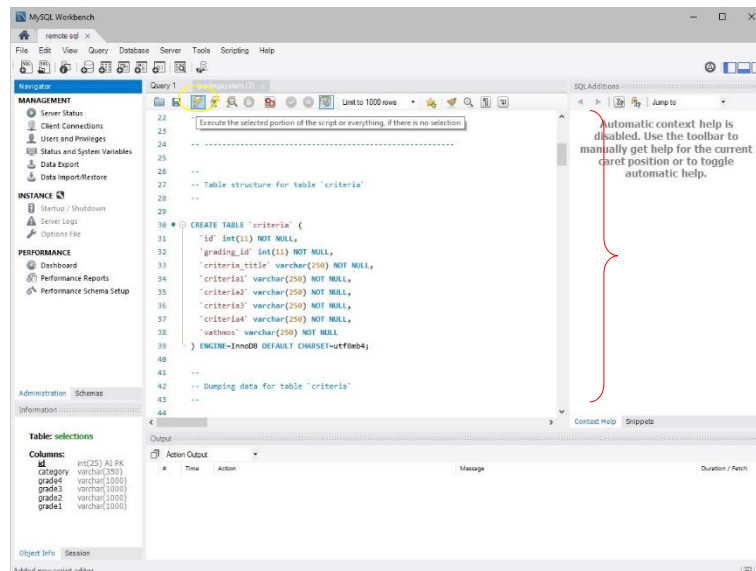 MySQL Workbench
remote sql ×
File Edit View Query Database Server Tools Scripting Help
Navigator
MANAGEMENT
Server Status
Client Connections
Users and Privileges
Status and System Variables
Data Export
Data Import/Restore
INSTANCE
Startup / Shutdown
Server Logs
Options File
PERFORMANCE
Dashboard
Performance Reports
Performance Schema Setup
Administration Schemas
Information
Table: selections
Columns:
id int(25) AI PK
category varchar(350)
grade4 varchar(1000)
grade3 varchar(1000)
grade2 varchar(1000)
grade1 varchar(1000)
Object Info Session
Added new script editor
Query 1
Limit to 1000 rows
Execute the selected portion of the script or everything, if there is no selection
22
23
24 -- --------------------------------------------------------
25
26 --
27 -- Table structure for table `criteria`
28 --
29
30 CREATE TABLE `criteria` (
31 `id` int(11) NOT NULL,
32 `grading_id` int(11) NOT NULL,
33 `criteria_title` varchar(250) NOT NULL,
34 `criteria1` varchar(250) NOT NULL,
35 `criteria2` varchar(250) NOT NULL,
36 `criteria3` varchar(250) NOT NULL,
37 `criteria4` varchar(250) NOT NULL,
38 `vathmos` varchar(250) NOT NULL
39 ) ENGINE=InnoDB DEFAULT CHARSET=utf8mb4;
40
41 --
42 -- Dumping data for table `criteria`
43 --
44
Output
Action Output
# Time Action Message Duration / Fetch
SQLAdditions
Jump to
Automatic context help is
disabled. Use the toolbar to
manually get help for the current
caret position or to toggle
automatic help.
Context Help Snippets